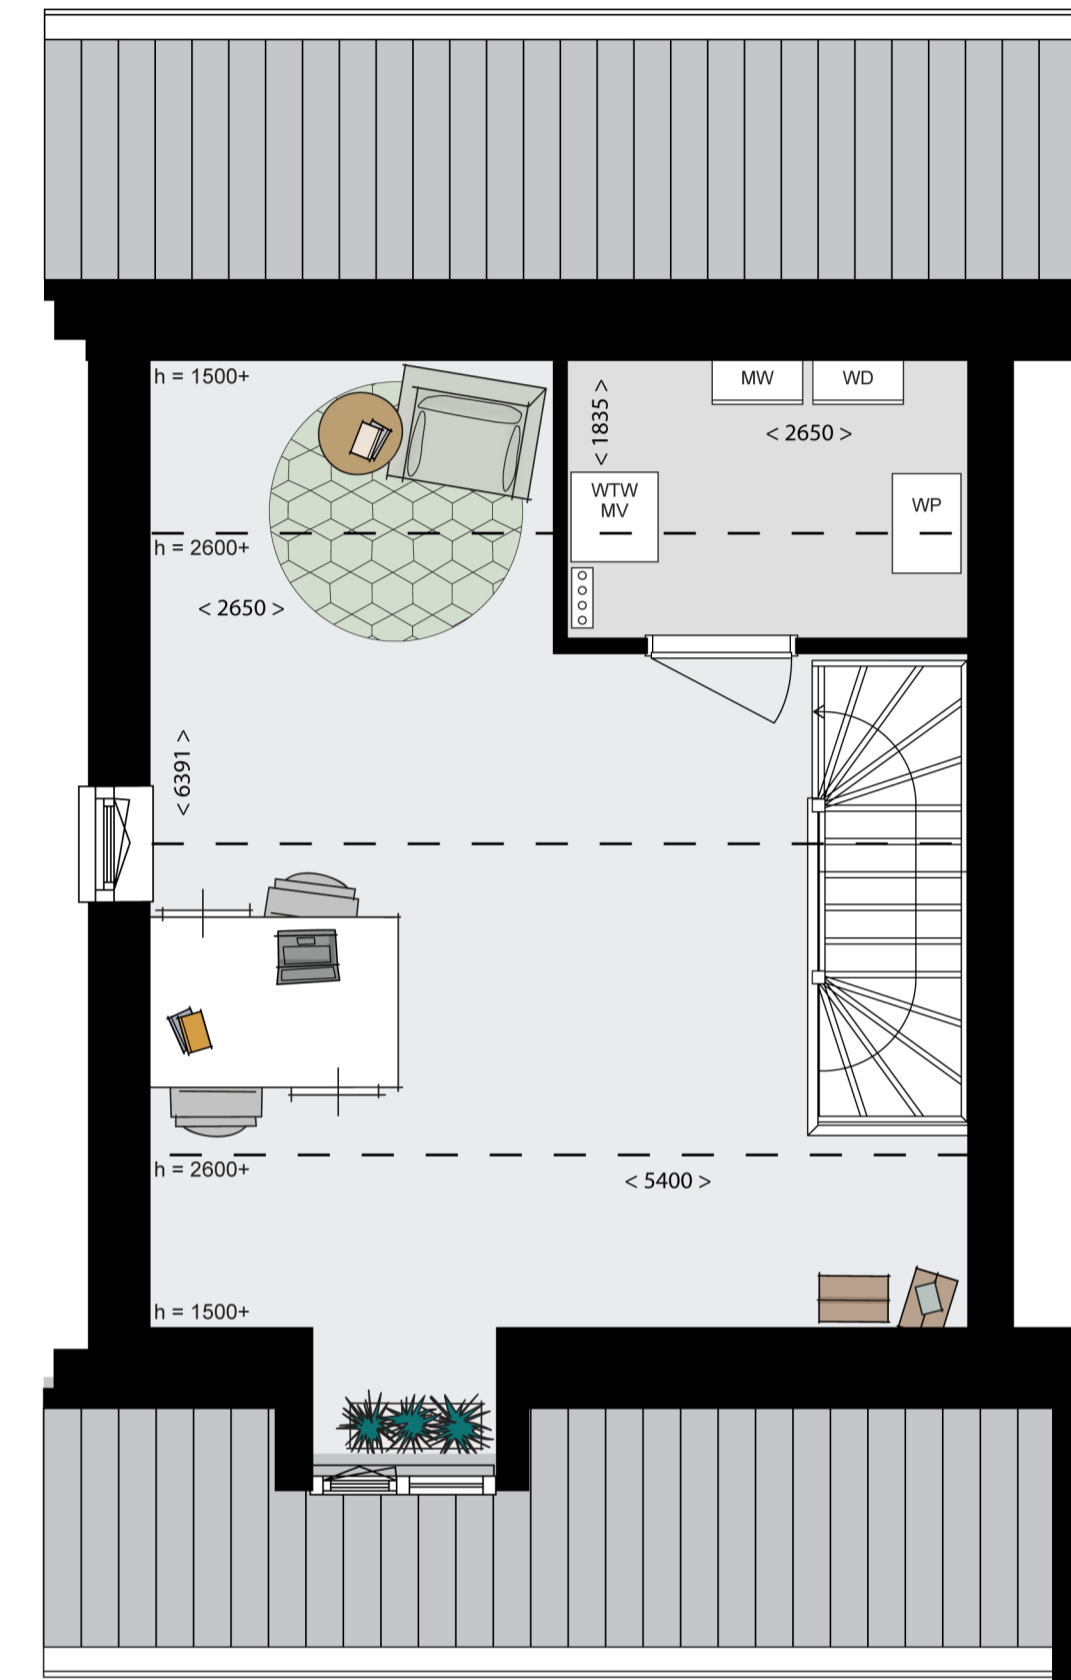 h = 1500+
MW
WD
< 1835 >
< 2650 >
WTW
MV
WP
h = 2600+
< 2650 >
< 6391 >
h = 2600+
< 5400 >
h = 1500+